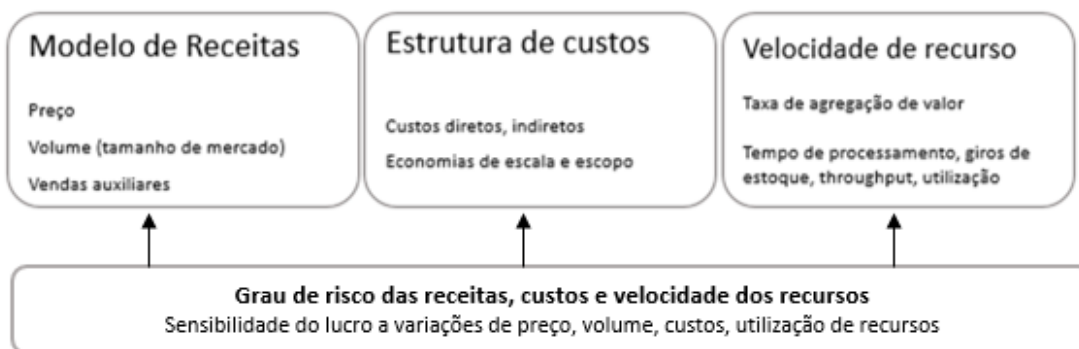 Modelo de Receitas
Preço
Volume (tamanho de mercado)
Vendas auxiliares
Estrutura de custos
Custos diretos, indiretos
Economias de escala e escopo
Velocidade de recurso
Taxa de agregação de valor
Tempo de processamento, giros de
estoque, throughput, utilização
Grau de risco das receitas, custos e velocidade dos recursos
Sensibilidade do lucro a variações de preço, volume, custos, utilização de recursos